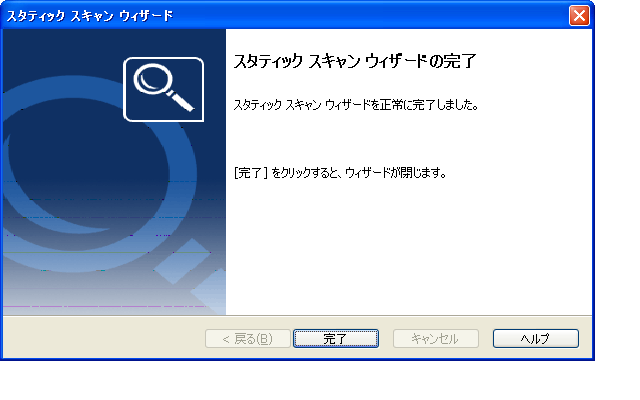 スタティック スキャン ウィザード
スタティック スキャン ウィザードの完了
スタティック スキャン ウィザードを正常に完了しました。
[完了] をクリックすると、ウィザードが閉じます。
< 戻る(B) 完了 キャンセル ヘルプ